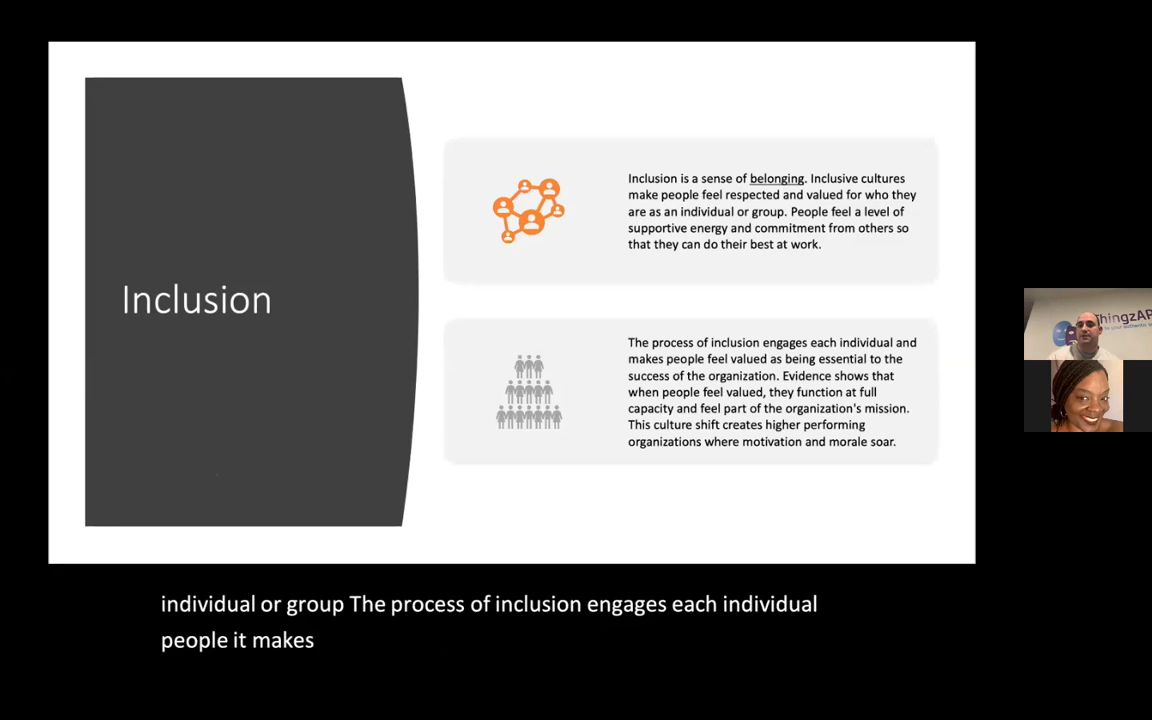 Inclusion
Inclusion is a sense of belonging. Inclusive cultures
make people feel respected and valued for who they
are as an individual or group. People feel a level of
supportive energy and commitment from others so
that they can do their best at work.
The process of inclusion engages each individual and
makes people feel valued as being essential to the
success of the organization. Evidence shows that
when people feel valued, they function at full
capacity and feel part of the organization's mission.
This culture shift creates higher performing
organizations where motivation and morale soar.
individual or group The process of inclusion engages each individual
people it makes